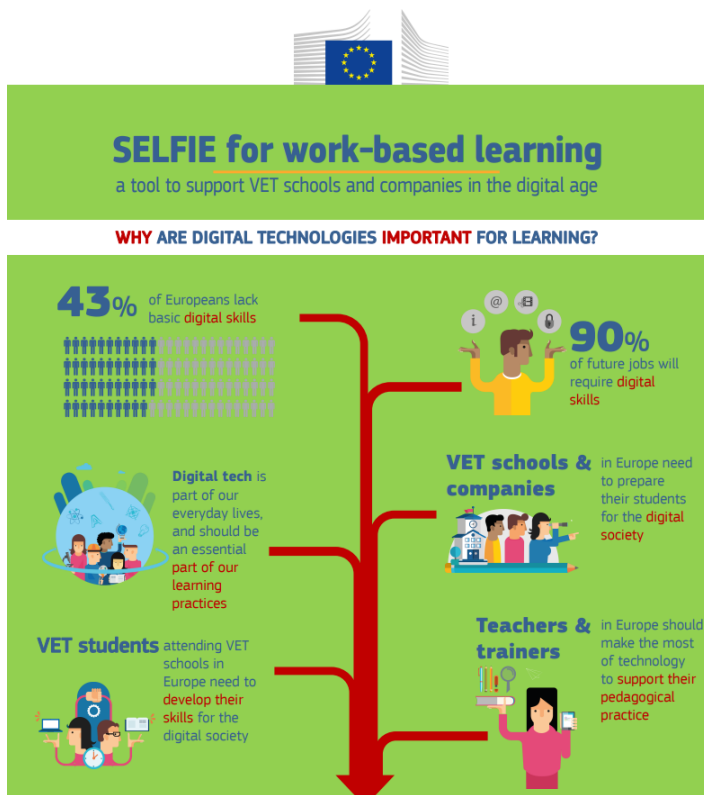 SELFIE for work-based learning
a tool to support VET schools and companies in the digital age
WHY ARE DIGITAL TECHNOLOGIES IMPORTANT FOR LEARNING?
43%
of Europeans lack
basic digital skills
i
@
90%
of future jobs will
require digital
skills
Digital tech is
part of our
everyday lives,
and should be
an essential
part of our
learning
practices
VET schools &
companies
in Europe need
to prepare
their students
for the digital
society
VET students
attending VET
schools in
Europe need to
develop their
skills for the
digital society
Teachers &
trainers
in Europe should
make the most
of technology
to support their
pedagogical
practice